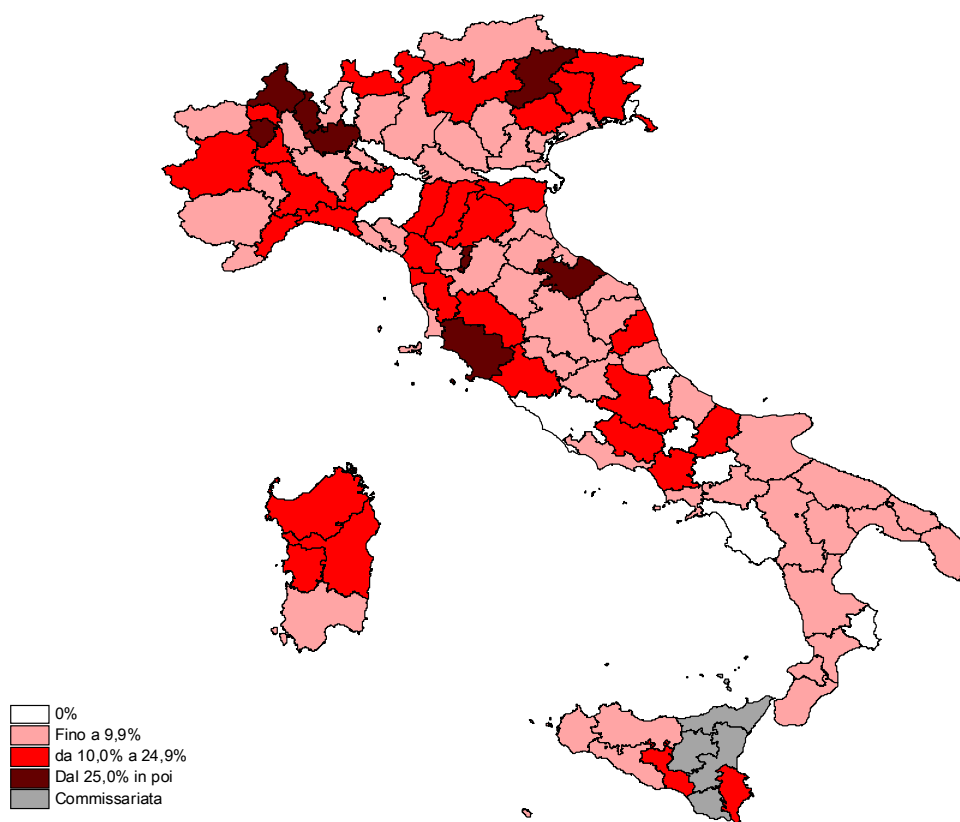 0%
Fino a 9,9%
da 10,0% a 24,9%
Dal 25,0% in poi
Commissariata